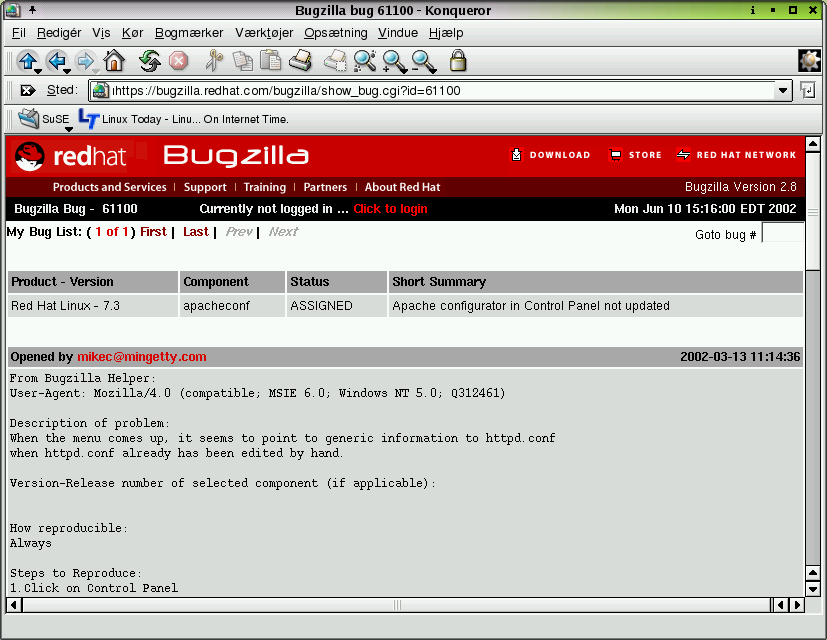 Bugzilla bug 61100 - Konqueror
Fil Redigér Vis Kør Bogmærker Værktøjer Opsætning Vindue Hjælp
Sted: https://bugzilla.redhat.com/bugzilla/show_bug.cgi?id=61100
SuSE LT Linux Today - Linu... On Internet Time.
redhat Bugzilla DOWNLOAD STORE RED HAT NETWORK
Products and Services | Support | Training | Partners | About Red Hat Bugzilla Version 2.8
Bugzilla Bug - 61100 Currently not logged in ... Click to login Mon Jun 10 15:16:00 EDT 2002
My Bug List: ( 1 of 1 ) First | Last | Prev | Next Goto bug #
Product - Version Component Status Short Summary
Red Hat Linux - 7.3 apacheconf ASSIGNED Apache configurator in Control Panel not updated
Opened by mikec@mingetty.com 2002-03-13 11:14:36
From Bugzilla Helper:
User-Agent: Mozilla/4.0 (compatible; MSIE 6.0; Windows NT 5.0; Q312461)
Description of problem:
When the menu comes up, it seems to point to generic information to httpd.conf
when httpd.conf already has been edited by hand.
Version-Release number of selected component (if applicable):
How reproducible:
Always
Steps to Reproduce:
1.Click on Control Panel